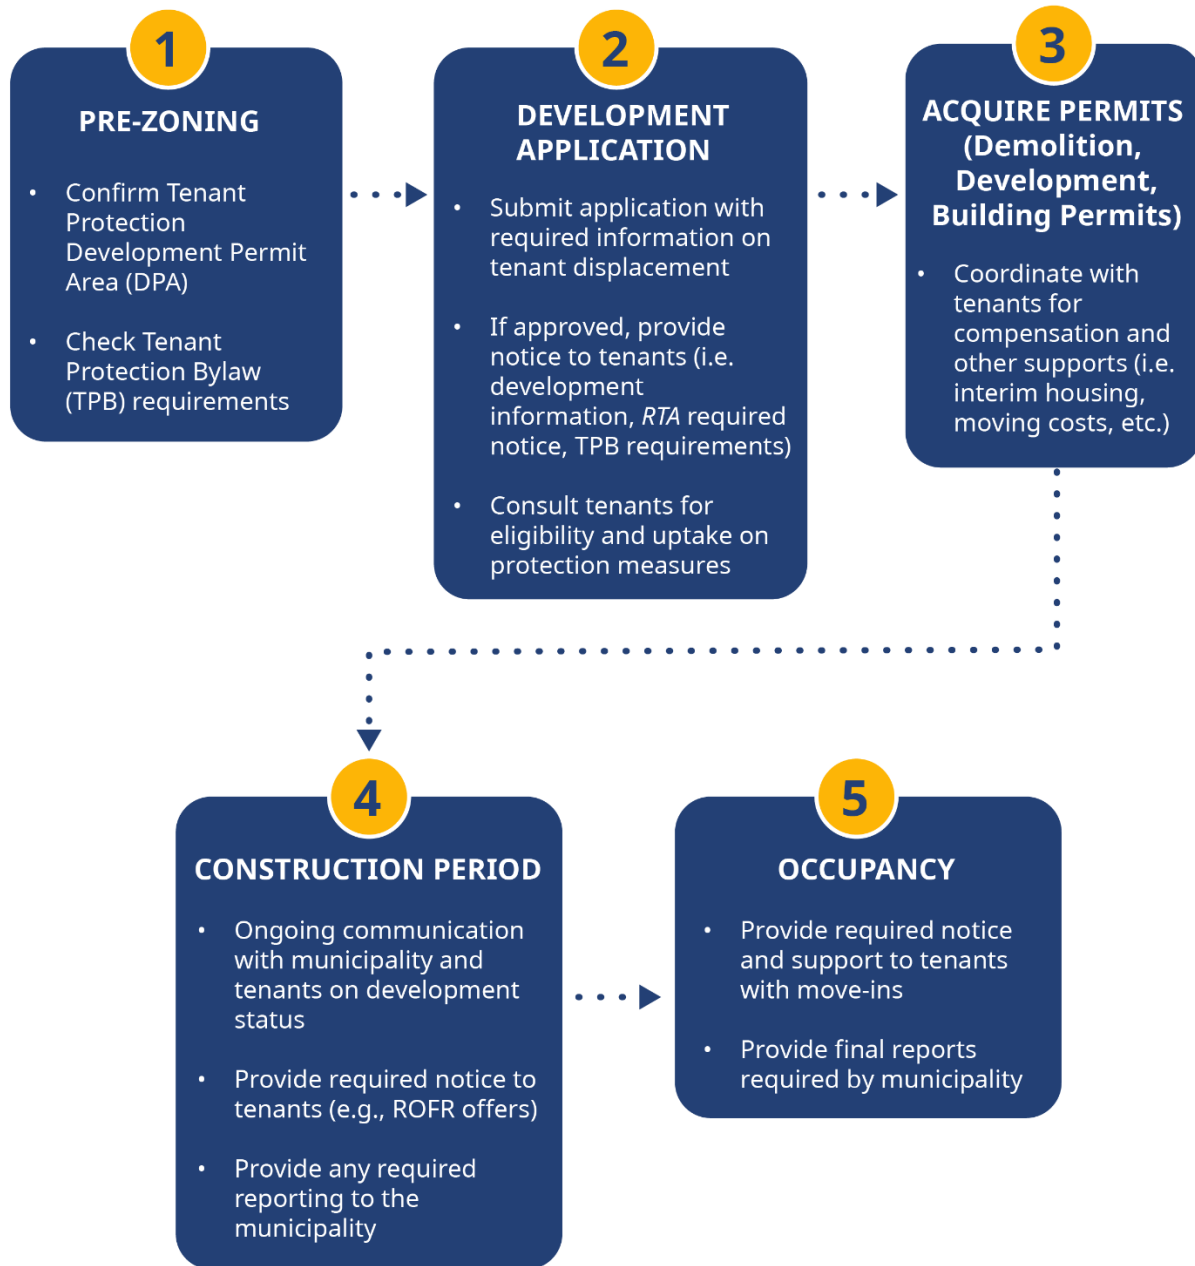 1
PRE-ZONING
• Confirm Tenant
Protection
Development Permit
Area (DPA)
• Check Tenant
Protection Bylaw
(TPB) requirements
2
DEVELOPMENT
APPLICATION
• Submit application with
required information on
tenant displacement
• If approved, provide
notice to tenants (i.e.
development
information, RTA required
notice, TPB requirements)
• Consult tenants for
eligibility and uptake on
protection measures
3
ACQUIRE PERMITS
(Demolition,
Development,
Building Permits)
• Coordinate with
tenants for
compensation and
other supports (i.e.
interim housing,
moving costs, etc.)
4
CONSTRUCTION PERIOD
• Ongoing communication
with municipality and
tenants on development
status
• Provide required notice to
tenants (e.g., ROFR offers)
• Provide any required
reporting to the
municipality
5
OCCUPANCY
• Provide required notice
and support to tenants
with move-ins
• Provide final reports
required by municipality